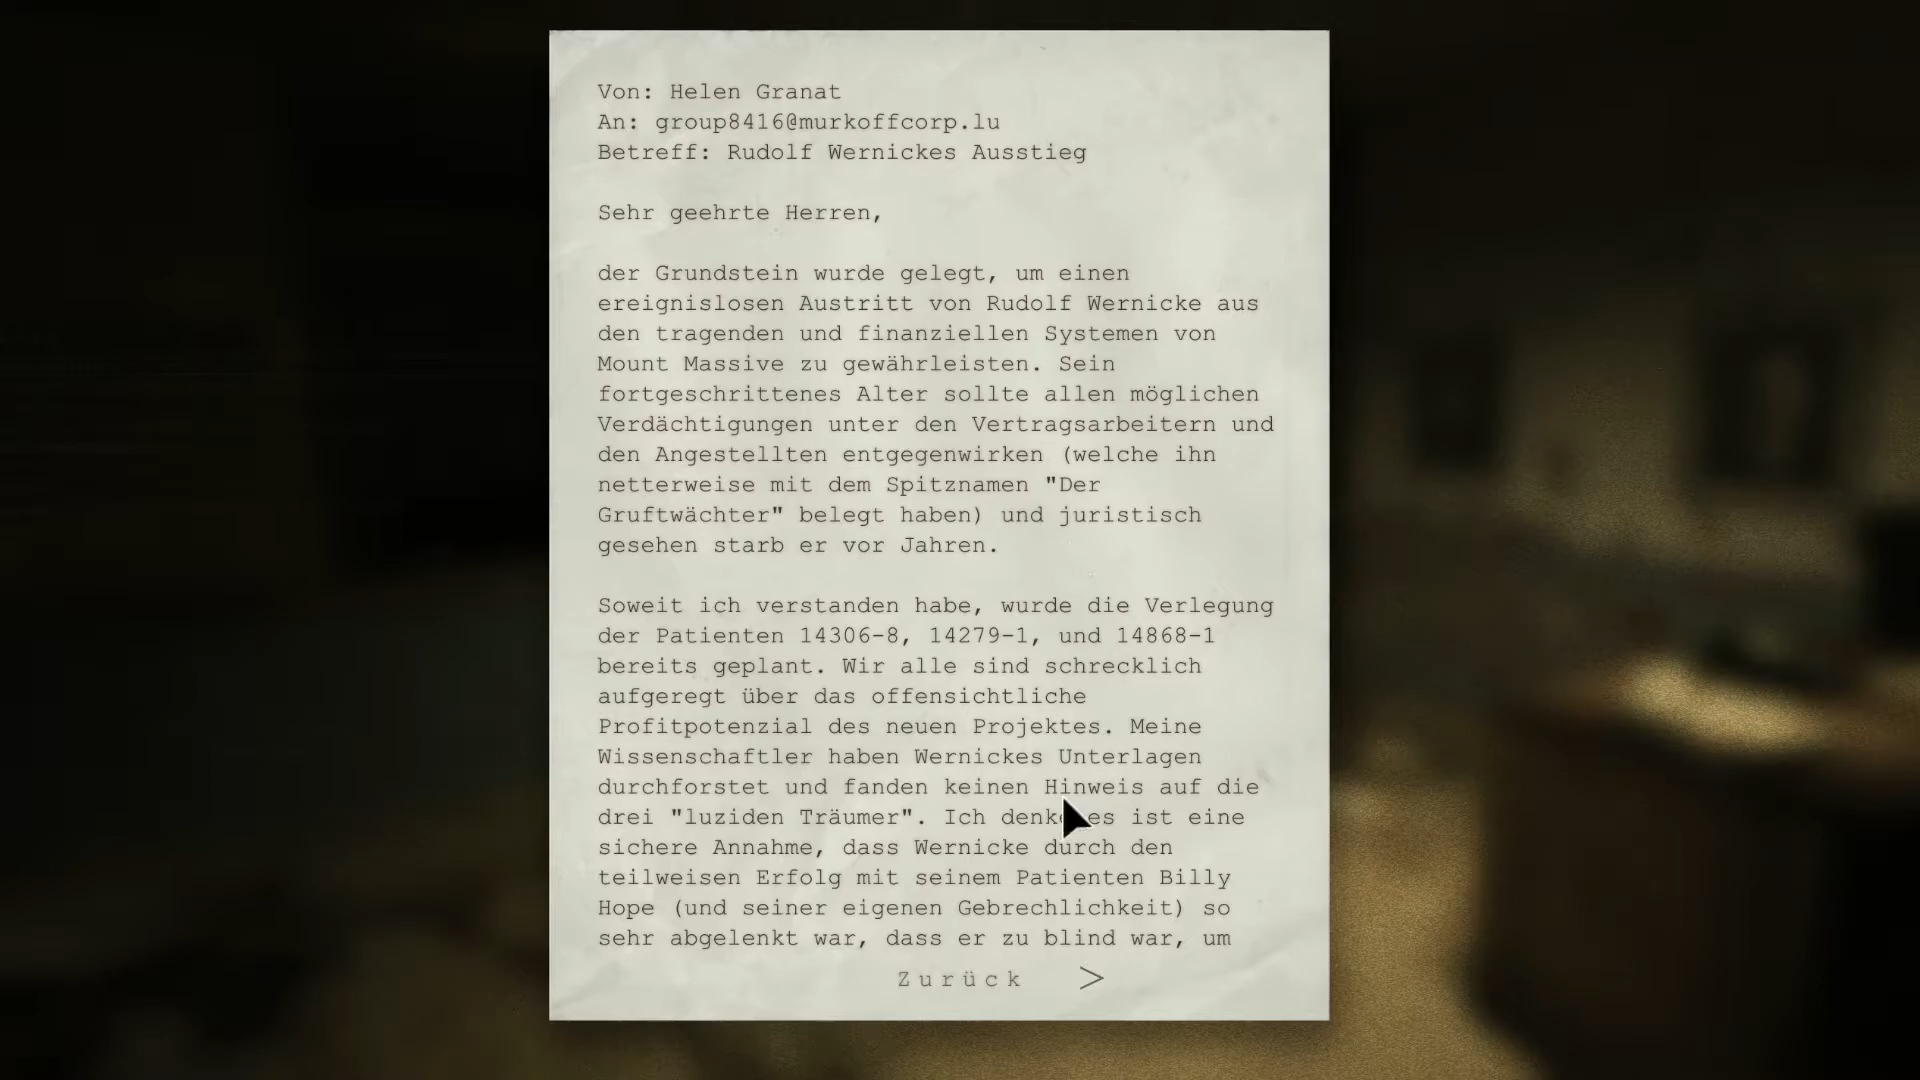 Von: Helen Granat
An: group8416@murkoffcorp.lu
Betreff: Rudolf Wernickes Ausstieg
Sehr geehrte Herren,
der Grundstein wurde gelegt, um einen
ereignislosen Austritt von Rudolf Wernicke aus
den tragenden und finanziellen Systemen von
Mount Massive zu gewährleisten. Sein
fortgeschrittenes Alter sollte allen möglichen
Verdächtigungen unter den Vertragsarbeitern und
den Angestellten entgegenwirken (welche ihn
netterweise mit dem Spitznamen "Der
Gruftwächter" belegt haben) und juristisch
gesehen starb er vor Jahren.
Soweit ich verstanden habe, wurde die Verlegung
der Patienten 14306-8, 14279-1, und 14868-1
bereits geplant. Wir alle sind schrecklich
aufgeregt über das offensichtliche
Profitpotenzial des neuen Projektes. Meine
Wissenschaftler haben Wernickes Unterlagen
durchforstet und fanden keinen Hinweis auf die
drei "luziden Träumer". Ich denke es ist eine
sichere Annahme, dass Wernicke durch den
teilweisen Erfolg mit seinem Patienten Billy
Hope (und seiner eigenen Gebrechlichkeit) so
sehr abgelenkt war, dass er zu blind war, um
Zurück >